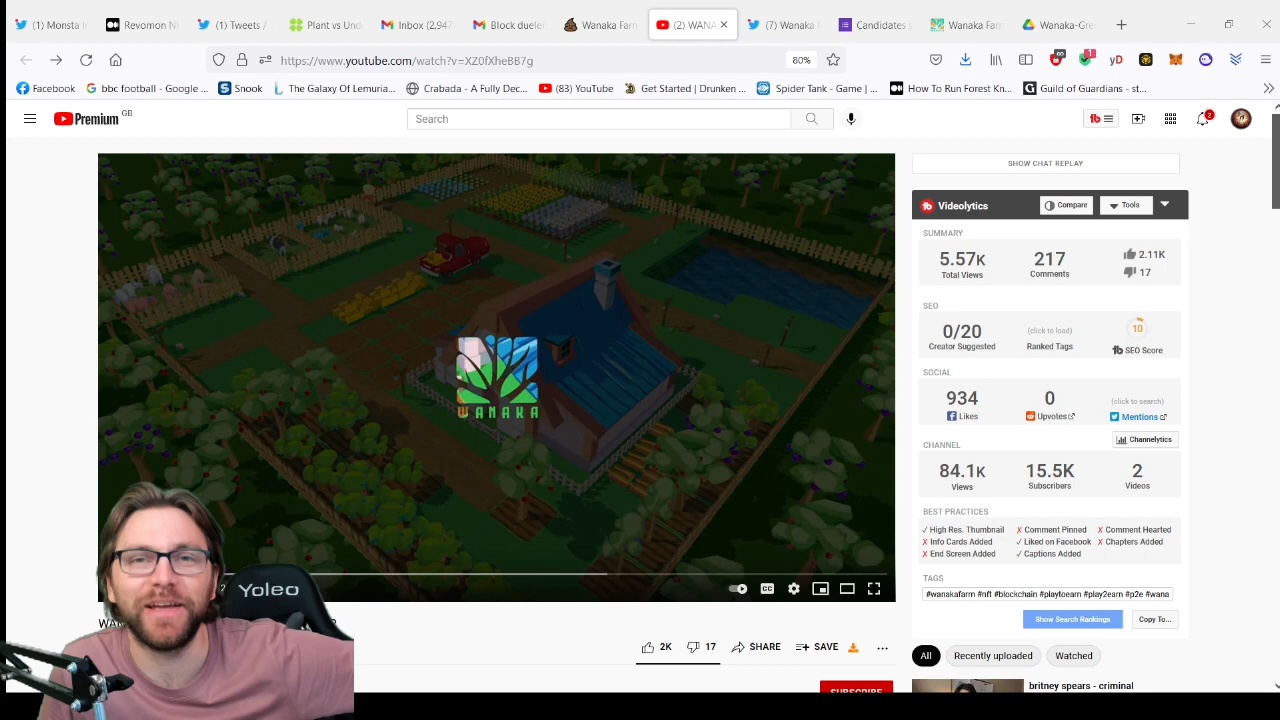 (1) Monsta I
Revomon NF
(1) Tweets /
Plant vs Und
Inbox (2,947
Block duele
Wanaka Farm
(2) WANA
(7) Wanaka
Candidates s
Wanaka Farm
Wanaka-Gre
https://www.youtube.com/watch?v=XZ0fXheBB7g
80%
1
yD
Facebook
bbc football - Google ...
Snook
The Galaxy Of Lemuria...
Crabada - A Fully Dec...
(83) YouTube
Get Started | Drunken ...
Spider Tank - Game | ...
How To Run Forest Kn...
Guild of Guardians - st...
Premium GB
Search
2
SHOW CHAT REPLAY
Videolytics
Compare
Tools
SUMMARY
5.57K
Total Views
217
Comments
2.11K
17
SEO
0/20
Creator Suggested
(click to load)
Ranked Tags
10
SEO Score
SOCIAL
934
Likes
0
Upvotes
(click to search)
Mentions
Channelytics
CHANNEL
84.1K
Views
15.5K
Subscribers
2
Videos
BEST PRACTICES
✓ High Res. Thumbnail
✗ Comment Pinned
✗ Comment Hearted
✗ Info Cards Added
✓ Liked on Facebook
✗ Chapters Added
✗ End Screen Added
✓ Captions Added
TAGS
#wanakafarm #nft #blockchain #playtoearn #play2earn #p2e #wana
Show Search Rankings
Copy To...
All
Recently uploaded
Watched
britney spears - criminal
WANAKA
Yoleo
CC
2K
17
SHARE
SAVE
SUBSCRIBE